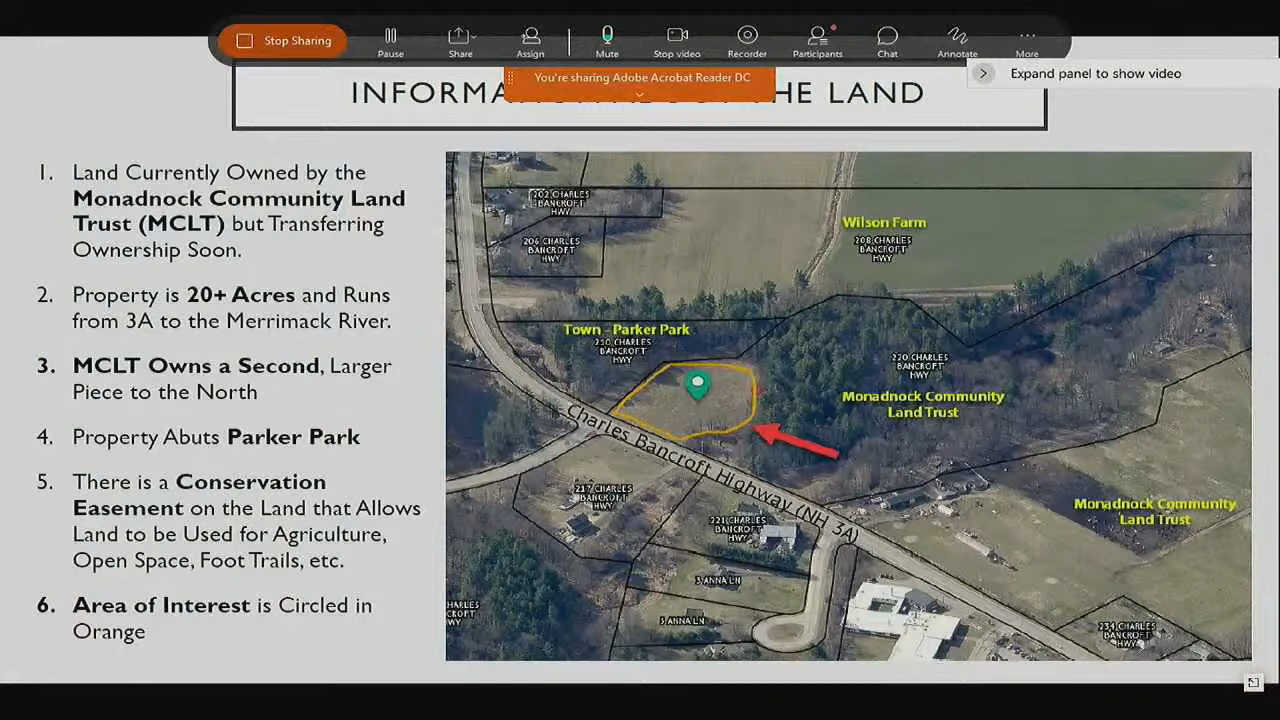 Stop Sharing
Pause
Share
Assign
Mute
Stop video
Recorder
Participants
Chat
Annotate
More
You're sharing Adobe Acrobat Reader DC
Expand panel to show video
THE LAND
1. Land Currently Owned by the
Monadnock Community Land
Trust (MCLT) but Transferring
Ownership Soon.
2. Property is 20+ Acres and Runs
from 3A to the Merrimack River.
3. MCLT Owns a Second, Larger
Piece to the North
4. Property Abuts Parker Park
5. There is a Conservation
Easement on the Land that Allows
Land to be Used for Agriculture,
Open Space, Foot Trails, etc.
6. Area of Interest is Circled in
Orange
202 CHARLES
BANCROFT
HWY
206 CHARLES
BANCROFT
HWY
Wilson Farm
208 CHARLES
BANCROFT
HWY
Town - Parker Park
210 CHARLES
BANCROFT
HWY
220 CHARLES
BANCROFT
HWY
Monadnock Community
Land Trust
Charles Bancroft Highway (NH 3A)
217 CHARLES
BANCROFT
HWY
221 CHARLES
BANCROFT
HWY
Monadnock Community
Land Trust
3 ANNA LN
5 ANNA LN
234 CHARLES
BANCROFT
HWY